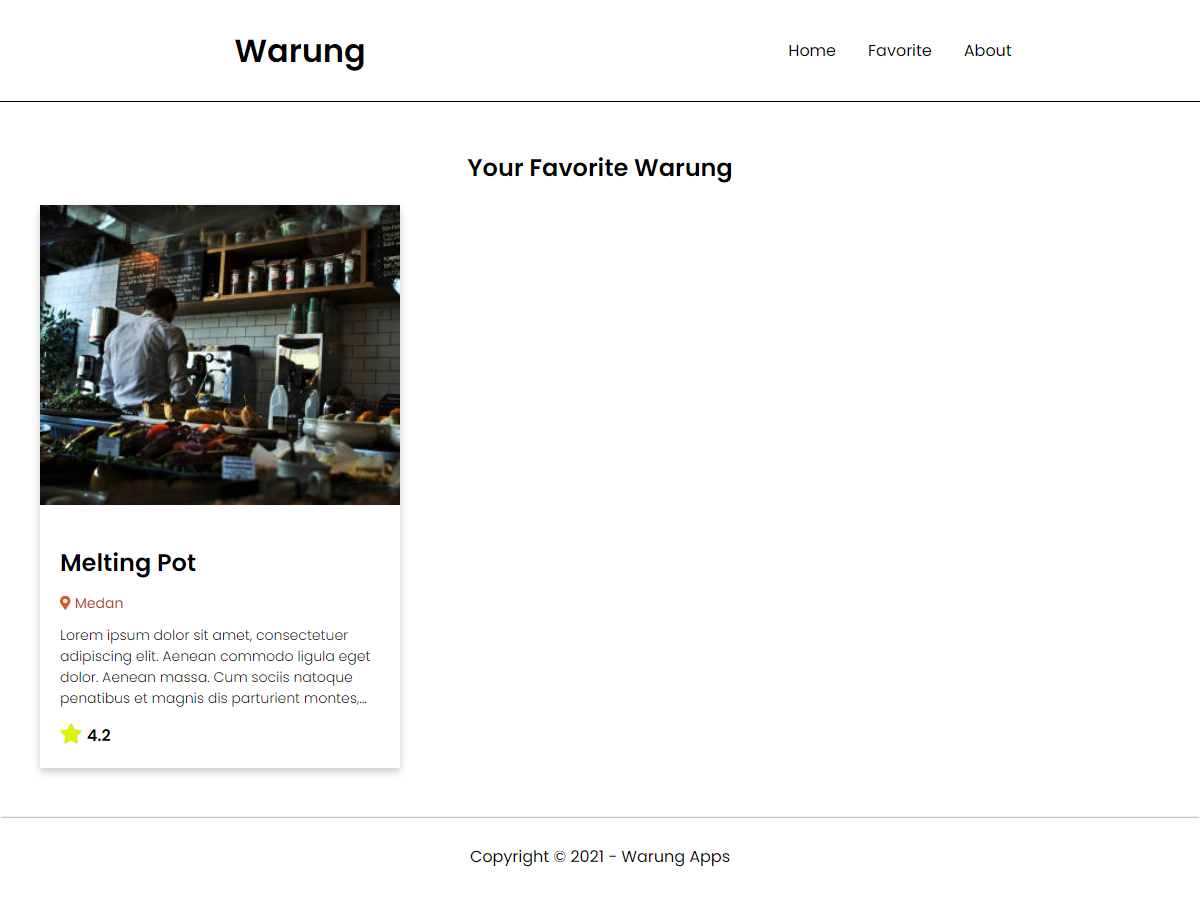 Warung
Home Favorite About
Your Favorite Warung
Melting Pot
Medan
Lorem ipsum dolor sit amet, consectetuer
adipiscing elit. Aenean commodo ligula eget
dolor. Aenean massa. Cum sociis natoque
penatibus et magnis dis parturient montes,...
4.2
Copyright © 2021 - Warung Apps